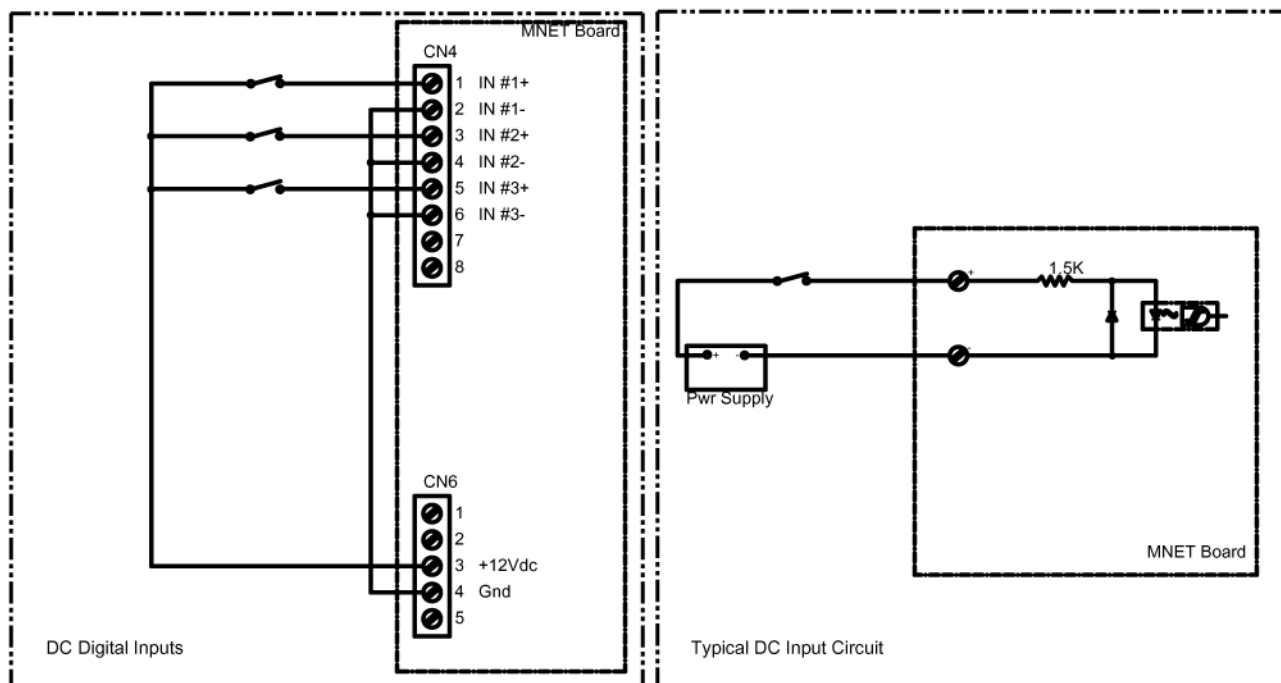 MNET Board
CN4
1 IN #1+
2 IN #1-
3 IN #2+
4 IN #2-
5 IN #3+
6 IN #3-
7
8
CN6
1
2
3 +12Vdc
4 Gnd
5
DC Digital Inputs
1.5K
+
-
+ -
Pwr Supply
MNET Board
Typical DC Input Circuit